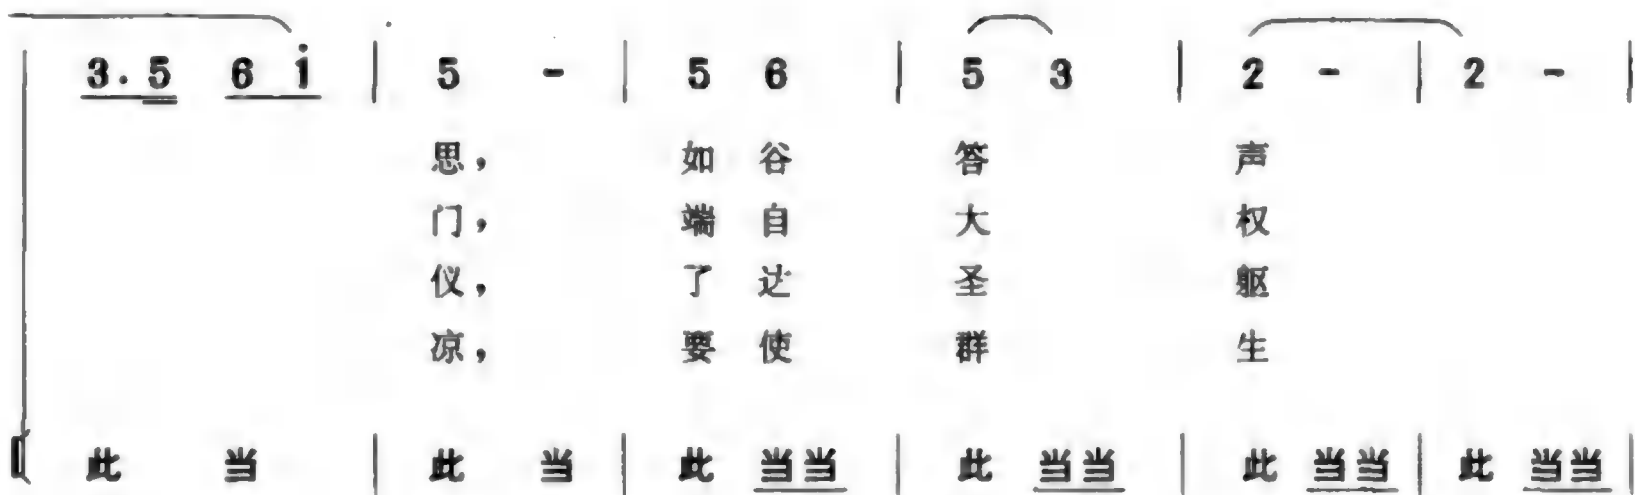 3. 5 6 i | 5 - | 5 6 | 5 3 | 2 - | 2 - |
思， 如 谷 答 声
门， 端 自 大 权
仪， 了 达 圣 躯
凉， 要 使 群 生
此 当 | 此 当 | 此 当当 | 此 当当 | 此 当当 | 此 当当 |